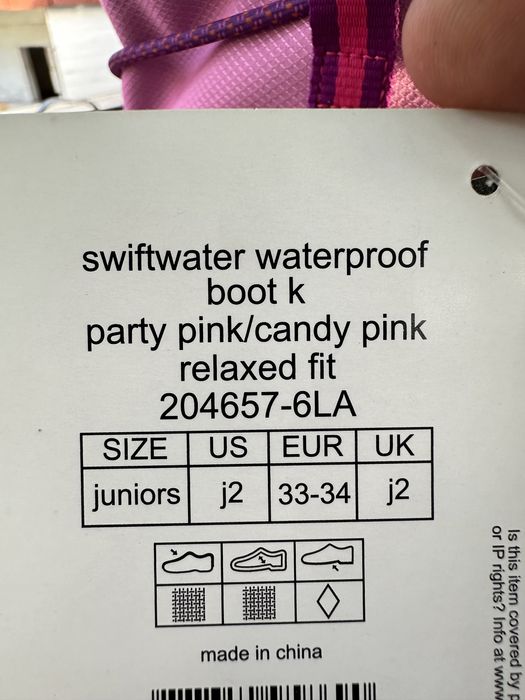 swiftwater waterproof
boot k
party pink/candy pink
relaxed fit
204657-6LA
SIZE US EUR UK
juniors j2 33-34 j2
made in china
Is this item covered by
or IP rights? Info at www